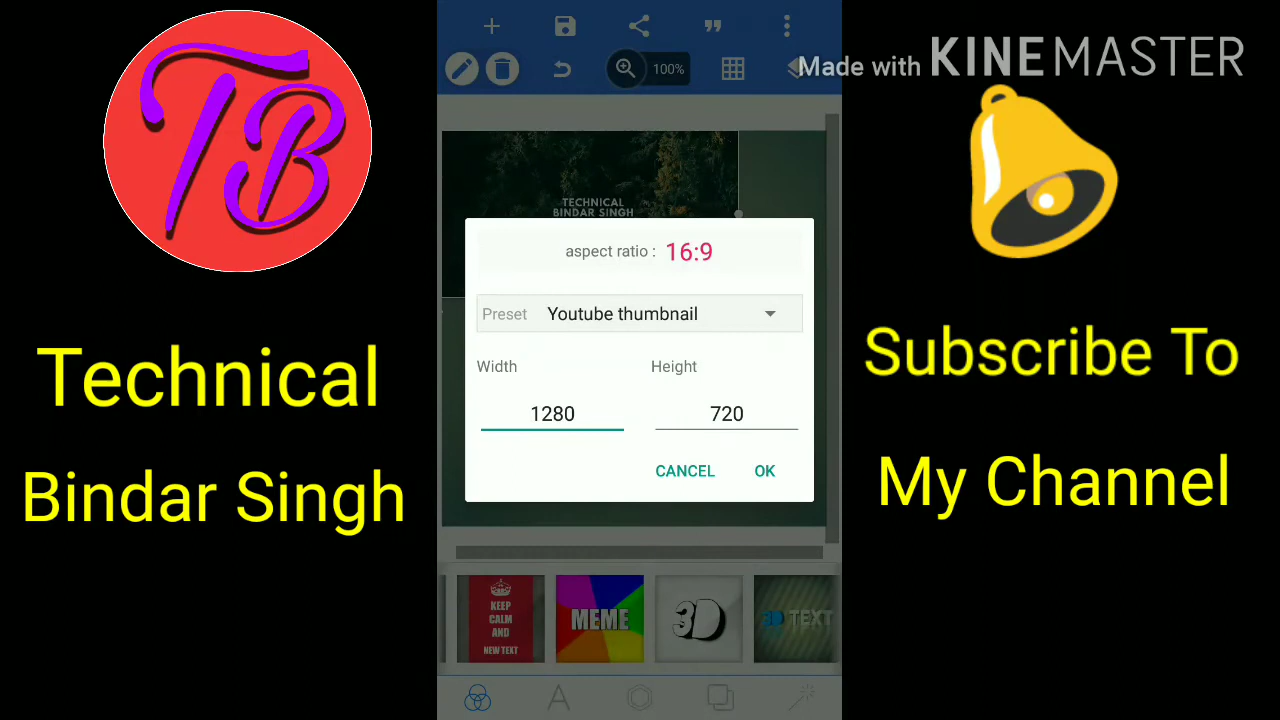 TB
Made with KINEMASTER
100%
TECHNICAL
BINDAR SINGH
aspect ratio : 16:9
Preset Youtube thumbnail
Width Height
1280 720
CANCEL OK
Technical
Bindar Singh
Subscribe To
My Channel
KEEP
CALM
AND
NEW TEXT
MEME
3D
3D TEXT
A